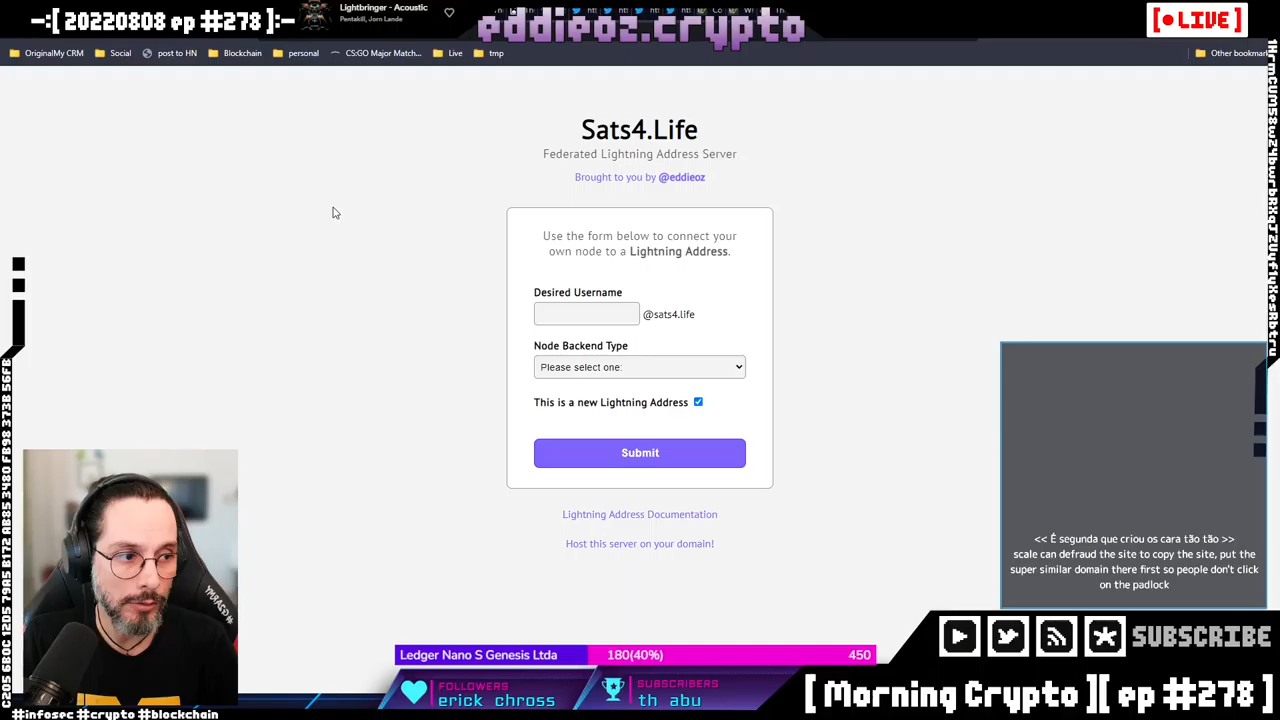 -:[ 20220808 ep #278 ]:-
Lightbringer - Acoustic
Pentakill, Jorn Lande
eddieoz.crypto
[• LIVE ]
OriginalMy CRM
Social
post to HN
Blockchain
personal
CS:GO Major Match...
Live
tmp
Other bookmar
Sats4.Life
Federated Lightning Address Server
Brought to you by @eddieoz
Use the form below to connect your
own node to a Lightning Address.
Desired Username
@sats4.life
Node Backend Type
Please select one:
This is a new Lightning Address
Submit
Lightning Address Documentation
Host this server on your domain!
<< É segunda que criou os cara tão tão >>
scale can defraud the site to copy the site, put the
super similar domain there first so people don't click
on the padlock
Ledger Nano S Genesis Ltda
180(40%)
450
FOLLOWERS
erick chross
SUBSCRIBERS
th abu
SUBSCRIBE
[ Morning Crypto ][ ep #278 ]
#infosec #crypto #blockchain